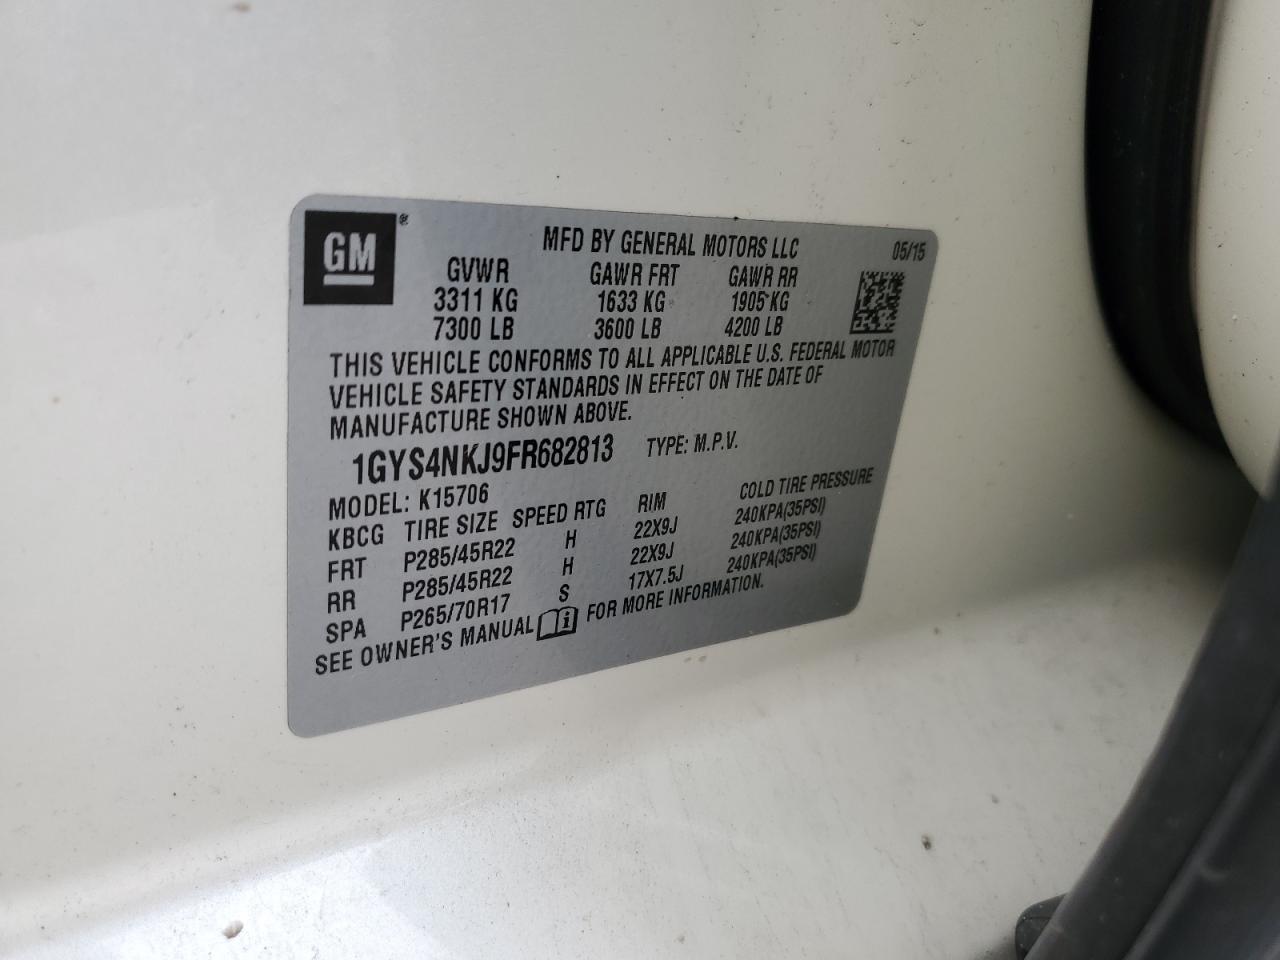 GM ®
MFD BY GENERAL MOTORS LLC 05/15
GVWR GAWR FRT GAWR RR
3311 KG 1633 KG 1905 KG
7300 LB 3600 LB 4200 LB
THIS VEHICLE CONFORMS TO ALL APPLICABLE U.S. FEDERAL MOTOR
VEHICLE SAFETY STANDARDS IN EFFECT ON THE DATE OF
MANUFACTURE SHOWN ABOVE.
1GYS4NKJ9FR682813 TYPE: M.P.V.
MODEL: K15706
KBCG TIRE SIZE SPEED RTG RIM COLD TIRE PRESSURE
FRT P285/45R22 H 22X9J 240KPA(35PSI)
RR P285/45R22 H 22X9J 240KPA(35PSI)
SPA P265/70R17 S 17X7.5J 240KPA(35PSI)
SEE OWNER'S MANUAL i FOR MORE INFORMATION.